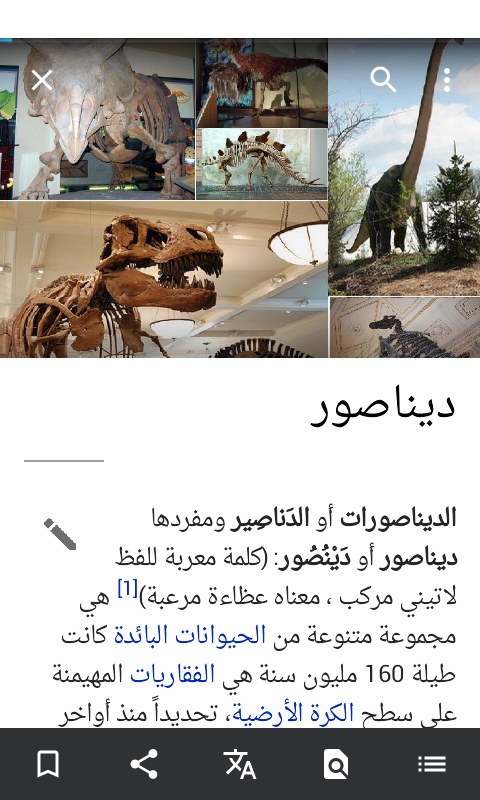 ديناصور
الديناصورات أو الدَناصِير ومفردها
ديناصور أو دَيْنُصُور: (كلمة معربة للفظ
لاتيني مركب ، معناه عظاءة مرعبة)[1] هي
مجموعة متنوعة من الحيوانات البائدة كانت
طيلة 160 مليون سنة هي الفقاريات المهيمنة
على سطح الكرة الأرضية، تحديداً منذ أواخر